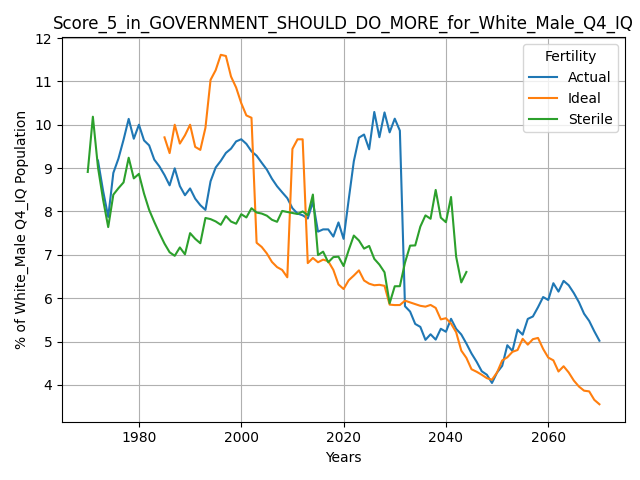 Score_5_in_GOVERNMENT_SHOULD_DO_MORE_for_White_Male_Q4_IQ
12
11
10
9
8
7
6
5
4
% of White_Male Q4_IQ Population
Fertility
Actual
Ideal
Sterile
1980
2000
2020
2040
2060
Years